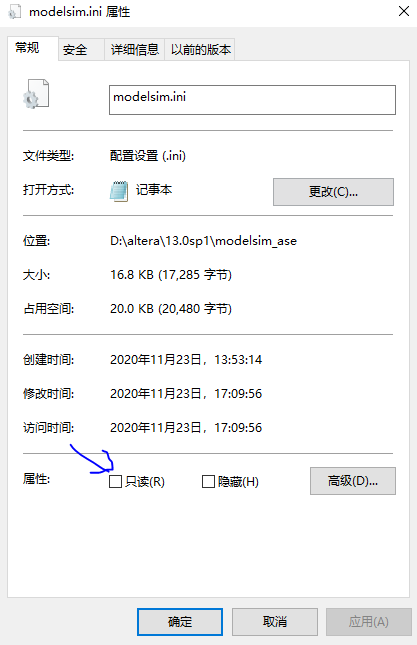 modelsim.ini 属性
常规 安全 详细信息 以前的版本
modelsim.ini
文件类型: 配置设置 (.ini)
打开方式: 记事本 更改(C)...
位置: D:\altera\13.0sp1\modelsim_ase
大小: 16.8 KB (17,285 字节)
占用空间: 20.0 KB (20,480 字节)
创建时间: 2020年11月23日，13:53:14
修改时间: 2020年11月23日，17:09:56
访问时间: 2020年11月23日，17:09:56
属性: 只读(R) 隐藏(H) 高级(D)...
确定 取消 应用(A)